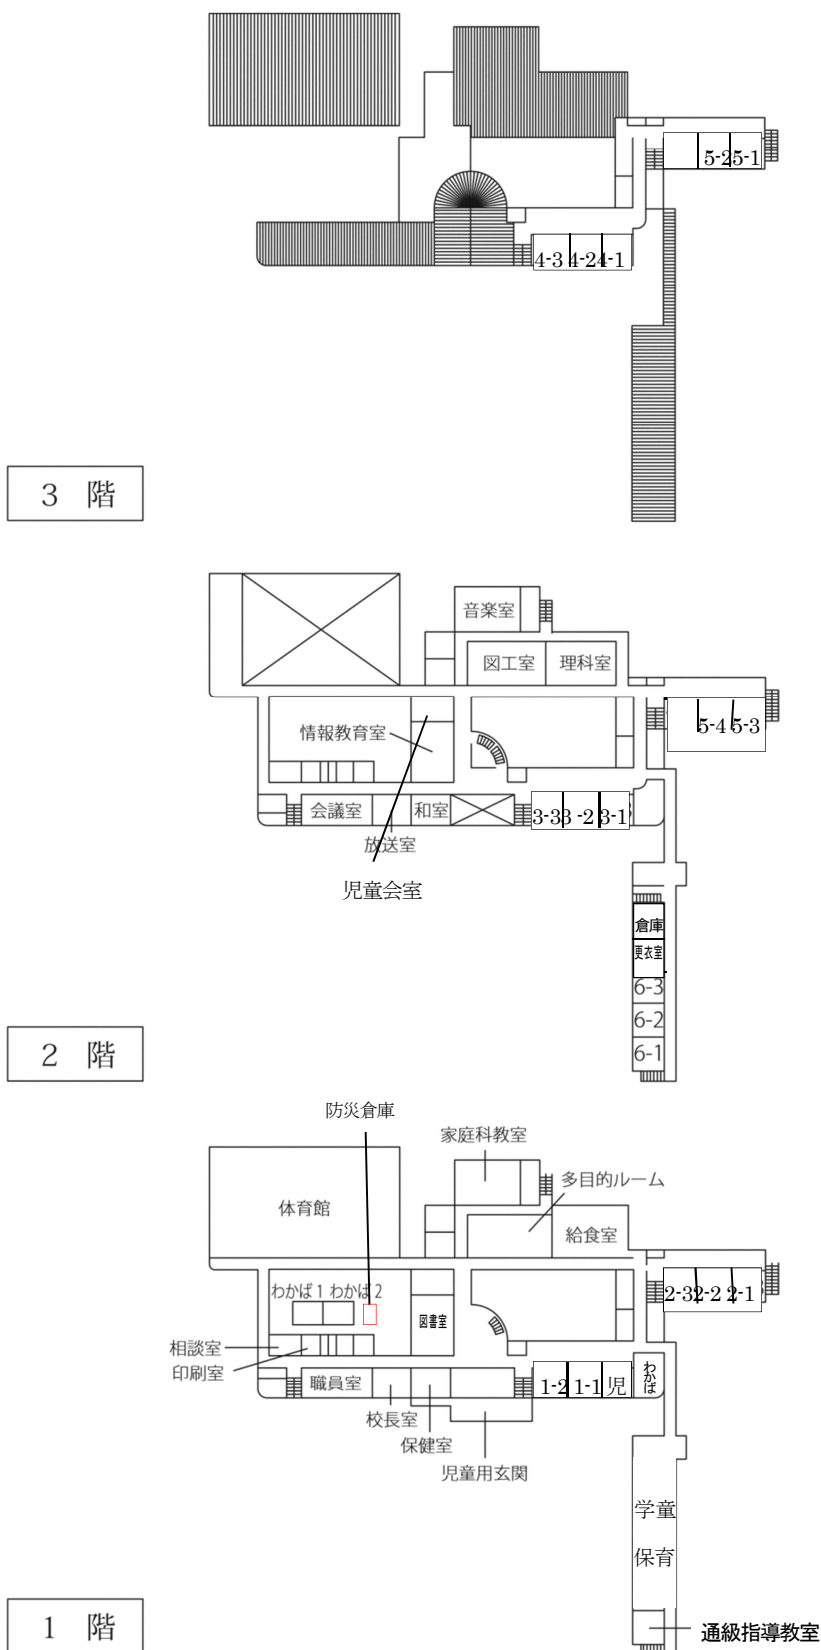 5-2 5-1
4-3 4-2 4-1
3 階
音楽室
図工室 理科室
5-4 5-3
情報教育室
会議室 和室 3-3 3-2 3-1
放送室
児童会室
倉庫
更衣室
6-3
6-2
6-1
2 階
防災倉庫
家庭科教室
多目的ルーム
体育館
給食室
わかば1 わかば2
2-3 2-2 2-1
図書室
相談室
印刷室
職員室 1-2 1-1 児 わかば
校長室
保健室
児童用玄関
学童
保育
1 階
通級指導教室